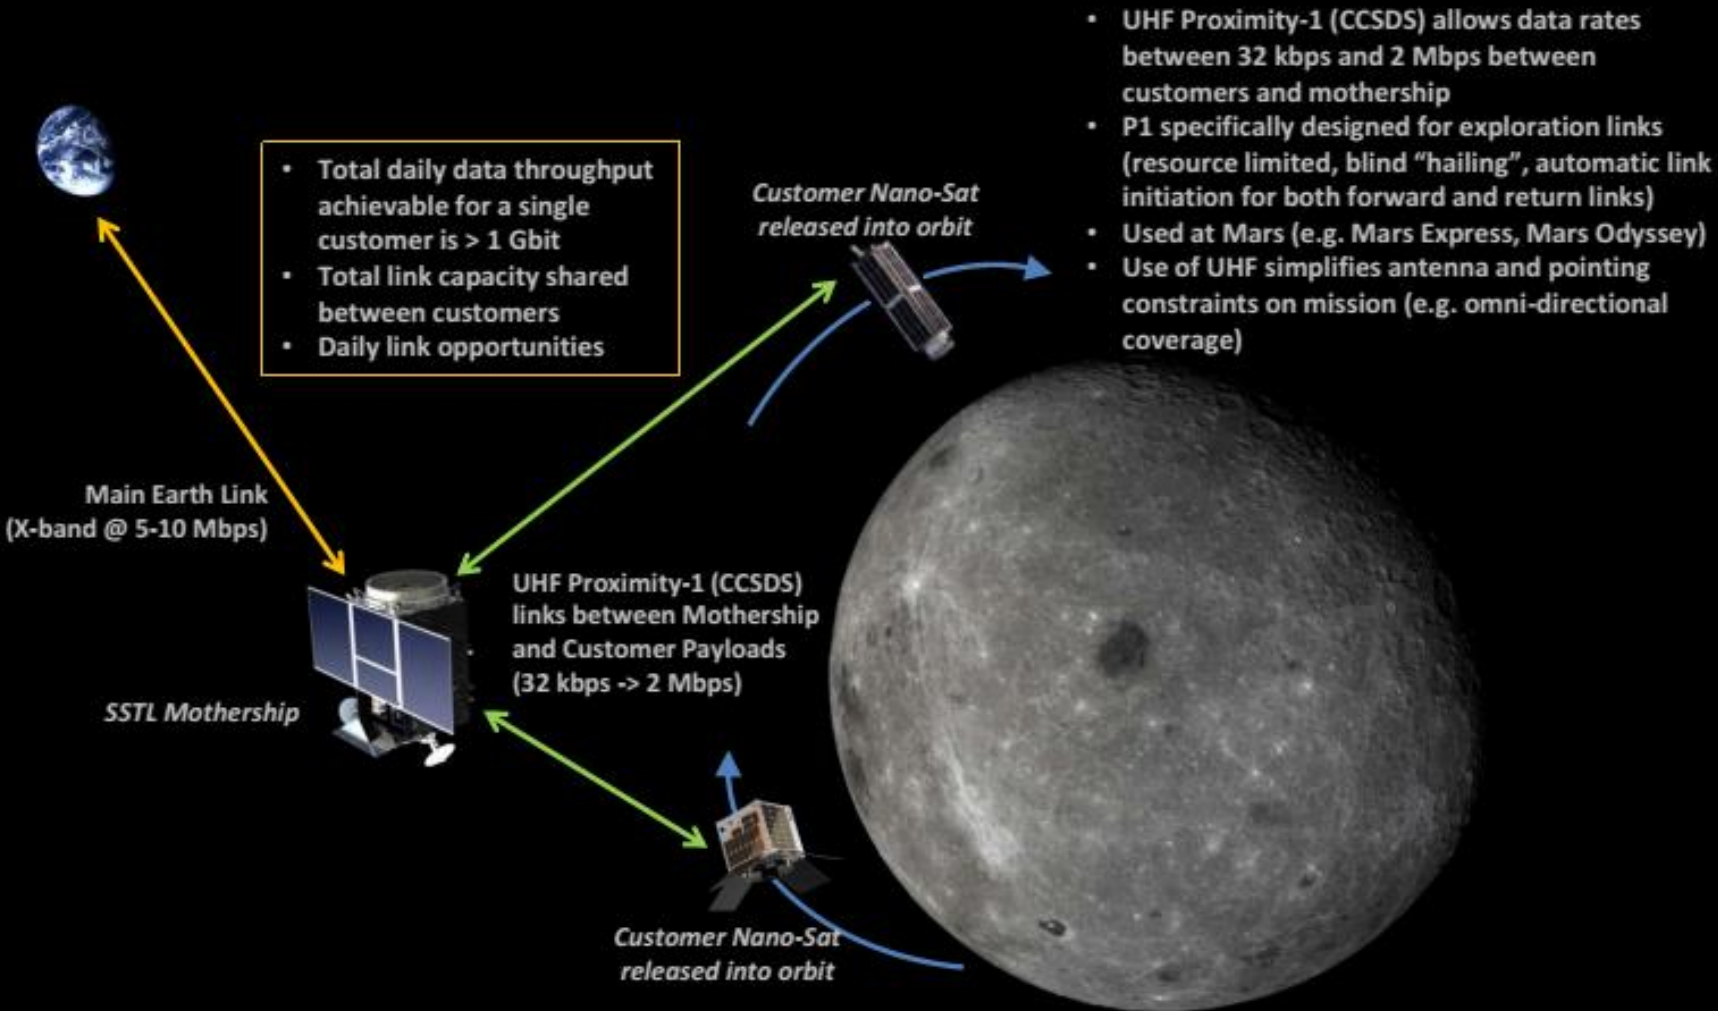 • Total daily data throughput
achievable for a single
customer is > 1 Gbit
• Total link capacity shared
between customers
• Daily link opportunities
Customer Nano-Sat
released into orbit
• UHF Proximity-1 (CCSDS) allows data rates
between 32 kbps and 2 Mbps between
customers and mothership
• P1 specifically designed for exploration links
(resource limited, blind “hailing”, automatic link
initiation for both forward and return links)
• Used at Mars (e.g. Mars Express, Mars Odyssey)
• Use of UHF simplifies antenna and pointing
constraints on mission (e.g. omni-directional
coverage)
Main Earth Link
(X-band @ 5-10 Mbps)
UHF Proximity-1 (CCSDS)
links between Mothership
and Customer Payloads
(32 kbps -> 2 Mbps)
SSTL Mothership
Customer Nano-Sat
released into orbit